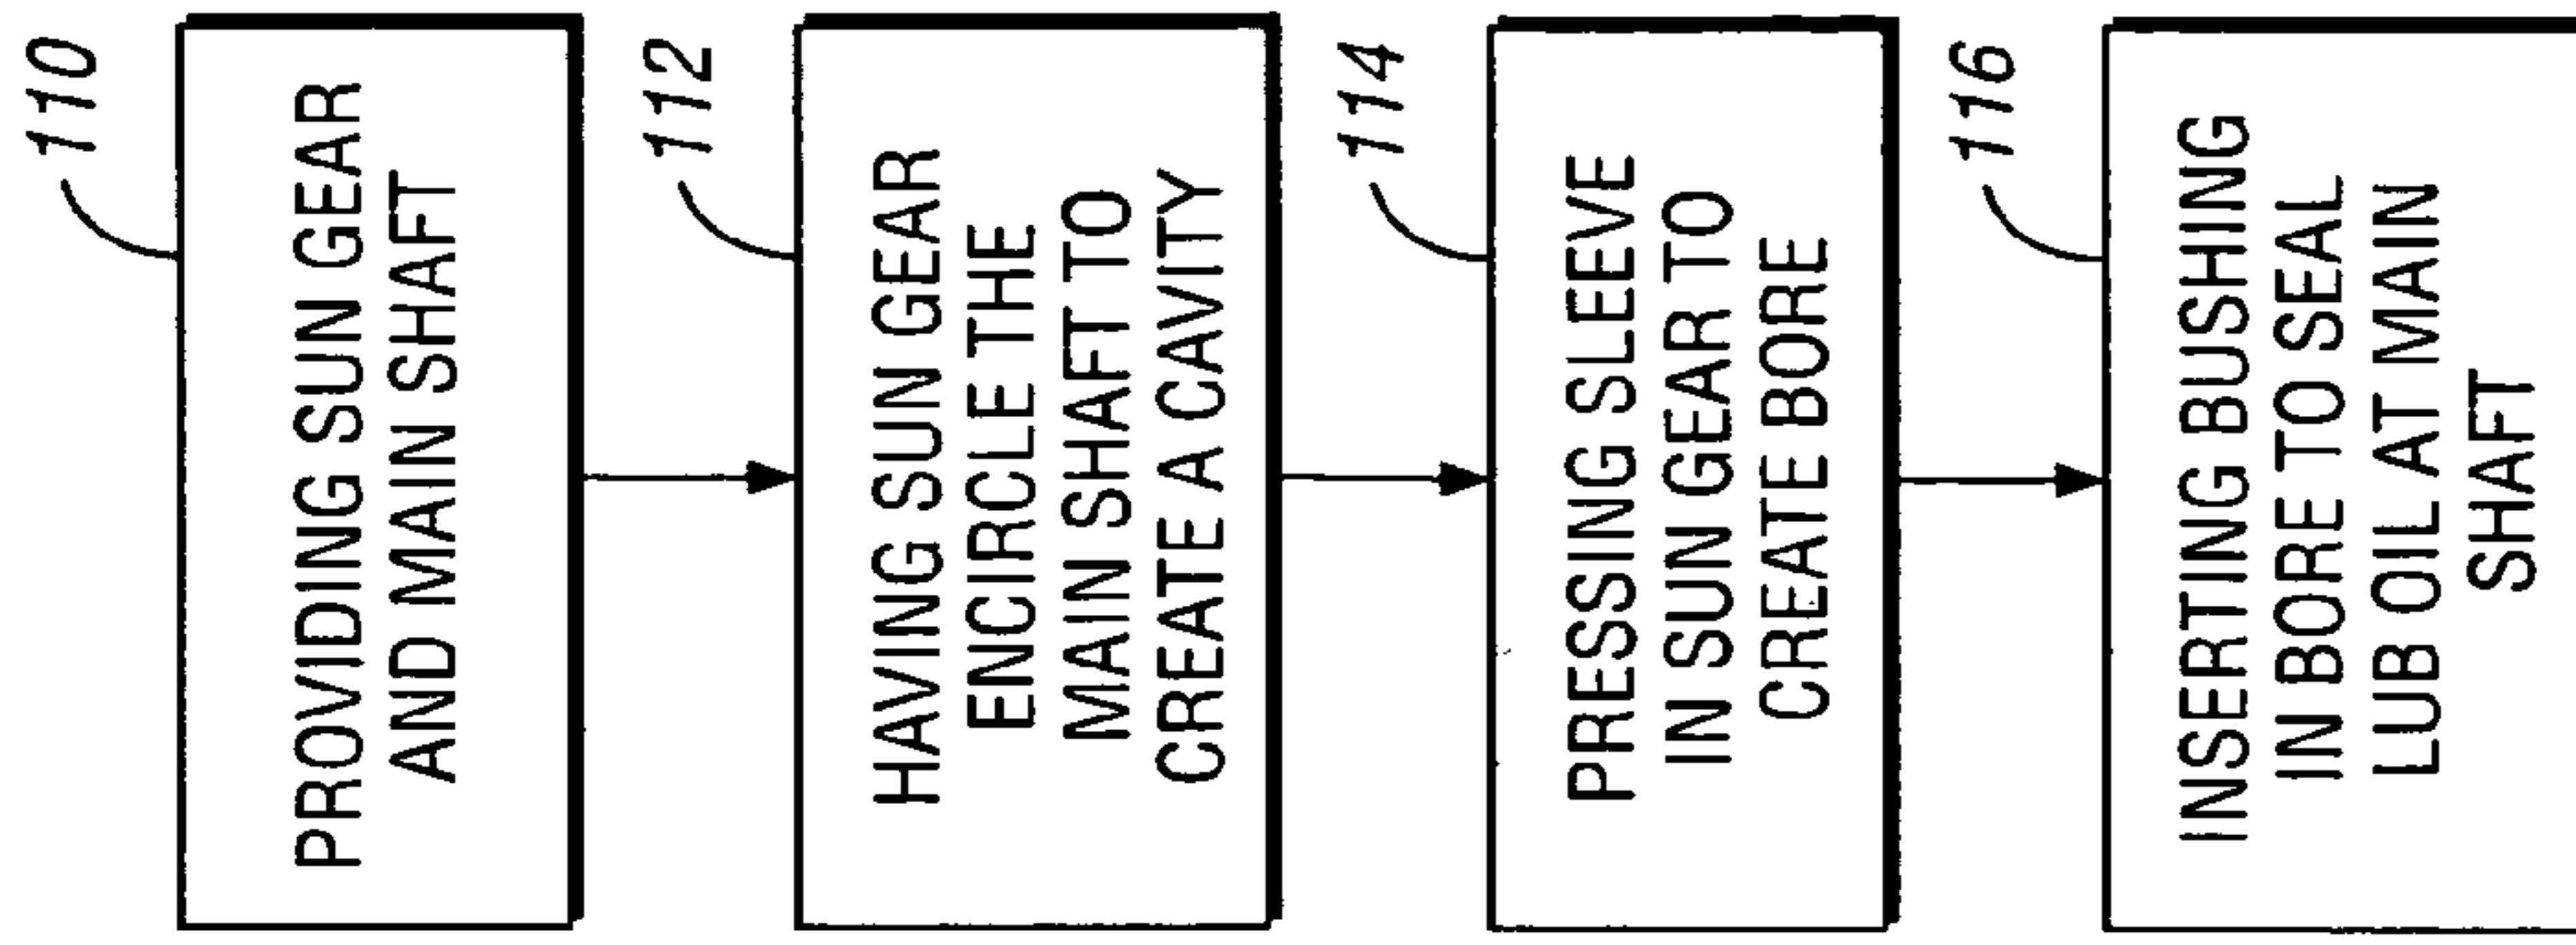 110
PROVIDING SUN GEAR
AND MAIN SHAFT
112
HAVING SUN GEAR
ENCIRCLE THE
MAIN SHAFT TO
CREATE A CAVITY
114
PRESSING SLEEVE
IN SUN GEAR TO
CREATE BORE
116
INSERTING BUSHING
IN BORE TO SEAL
LUB OIL AT MAIN
SHAFT